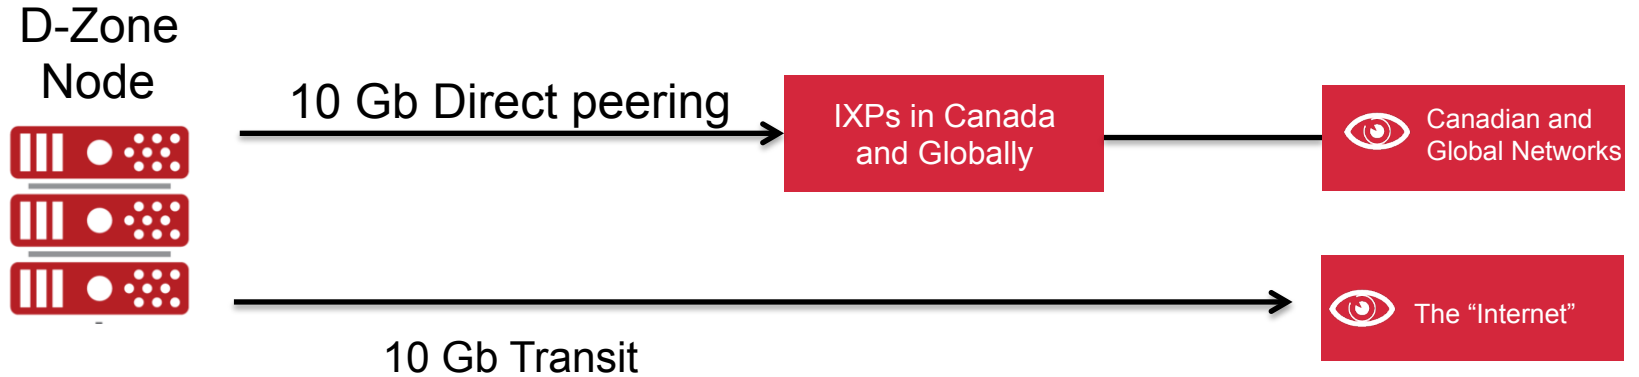 D-Zone
Node
10 Gb Direct peering
IXPs in Canada
and Globally
Canadian and
Global Networks
The “Internet”
10 Gb Transit